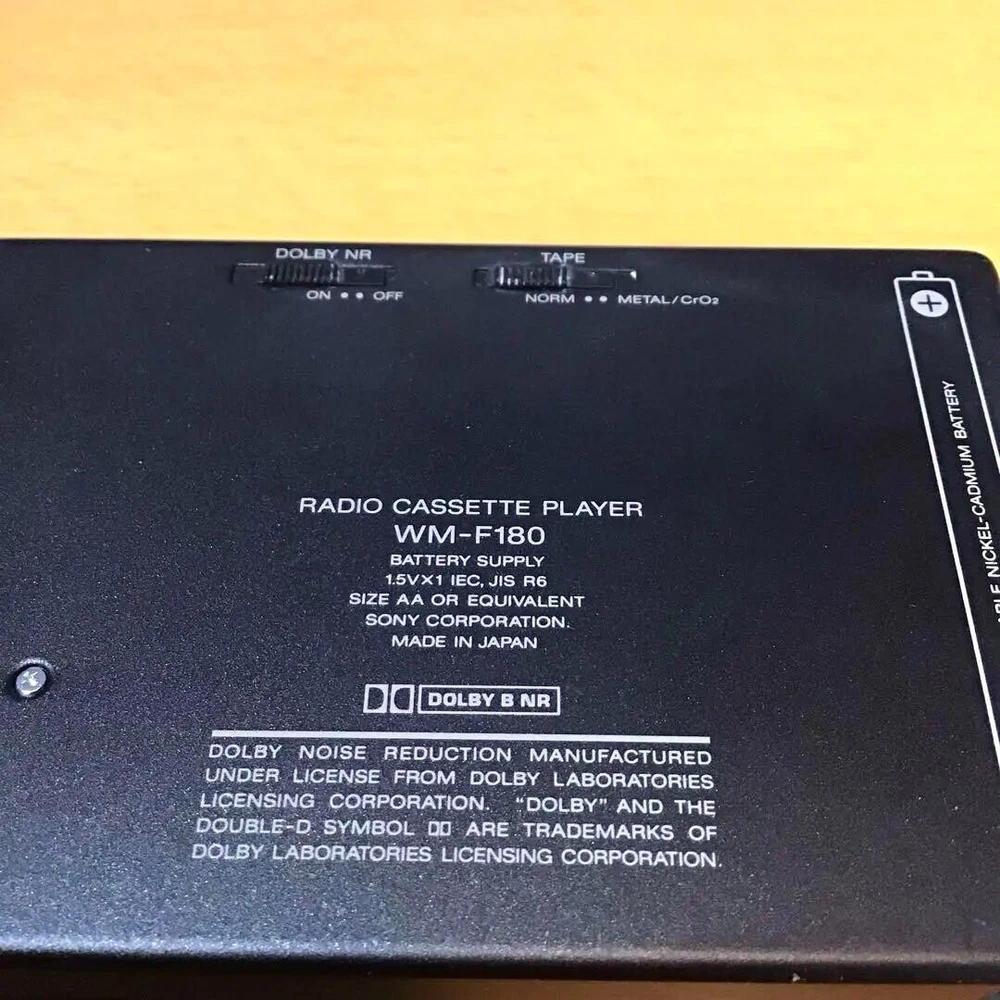 DOLBY NR
ON •• OFF
TAPE
NORM •• METAL/CrO₂
RADIO CASSETTE PLAYER
WM-F180
BATTERY SUPPLY
1.5V×1 IEC, JIS R6
SIZE AA OR EQUIVALENT
SONY CORPORATION.
MADE IN JAPAN
DOLBY B NR
DOLBY NOISE REDUCTION MANUFACTURED
UNDER LICENSE FROM DOLBY LABORATORIES
LICENSING CORPORATION. "DOLBY" AND THE
DOUBLE-D SYMBOL ARE TRADEMARKS OF
DOLBY LABORATORIES LICENSING CORPORATION.
NICKEL-CADMIUM BATTERY